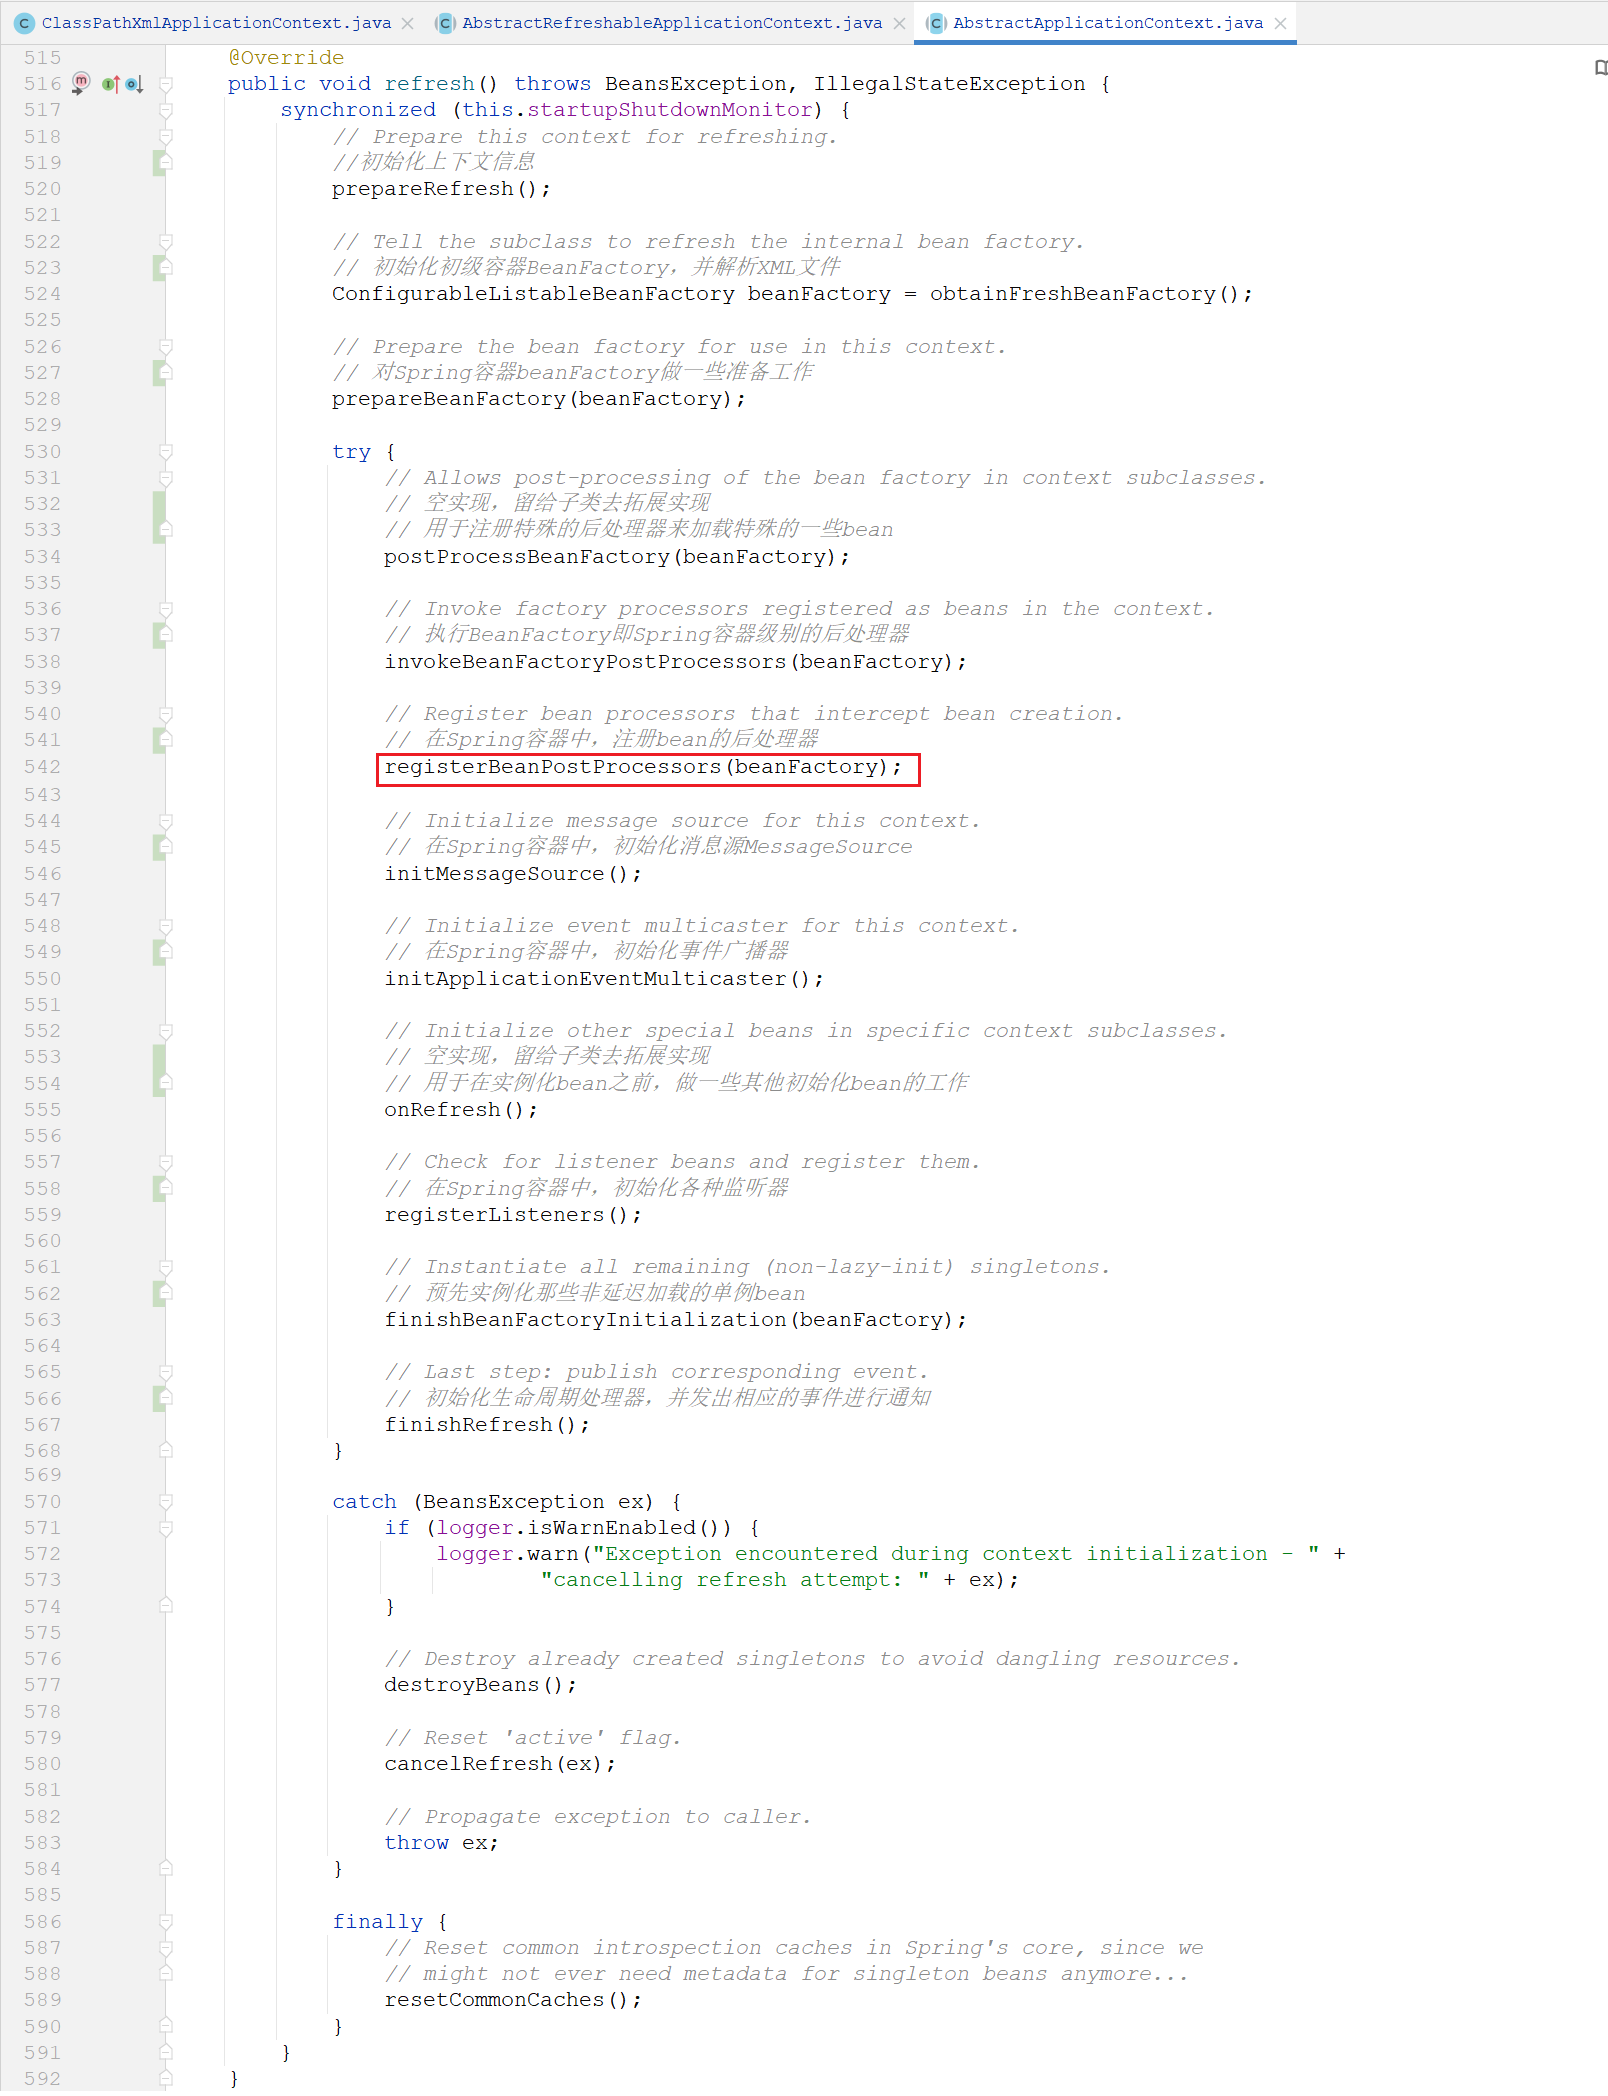 ClassPathXmlApplicationContext.java AbstractRefreshableApplicationContext.java AbstractApplicationContext.java
515 @Override
516 public void refresh() throws BeansException, IllegalStateException {
517 synchronized (this.startupShutdownMonitor) {
518 // Prepare this context for refreshing.
519 //初始化上下文信息
520 prepareRefresh();
521
522 // Tell the subclass to refresh the internal bean factory.
523 // 初始化初级容器BeanFactory，并解析XML文件
524 ConfigurableListableBeanFactory beanFactory = obtainFreshBeanFactory();
525
526 // Prepare the bean factory for use in this context.
527 // 对Spring容器beanFactory做一些准备工作
528 prepareBeanFactory(beanFactory);
529
530 try {
531 // Allows post-processing of the bean factory in context subclasses.
532 // 空实现，留给子类去拓展实现
533 // 用于注册特殊的后处理器来加载特殊的一些bean
534 postProcessBeanFactory(beanFactory);
535
536 // Invoke factory processors registered as beans in the context.
537 // 执行BeanFactory即Spring容器级别的后处理器
538 invokeBeanFactoryPostProcessors(beanFactory);
539
540 // Register bean processors that intercept bean creation.
541 // 在Spring容器中，注册bean的后处理器
542 registerBeanPostProcessors(beanFactory);
543
544 // Initialize message source for this context.
545 // 在Spring容器中，初始化消息源MessageSource
546 initMessageSource();
547
548 // Initialize event multicaster for this context.
549 // 在Spring容器中，初始化事件广播器
550 initApplicationEventMulticaster();
551
552 // Initialize other special beans in specific context subclasses.
553 // 空实现，留给子类去拓展实现
554 // 用于在实例化bean之前，做一些其他初始化bean的工作
555 onRefresh();
556
557 // Check for listener beans and register them.
558 // 在Spring容器中，初始化各种监听器
559 registerListeners();
560
561 // Instantiate all remaining (non-lazy-init) singletons.
562 // 预先实例化那些非延迟加载的单例bean
563 finishBeanFactoryInitialization(beanFactory);
564
565 // Last step: publish corresponding event.
566 // 初始化生命周期处理器，并发出相应的事件进行通知
567 finishRefresh();
568 }
569
570 catch (BeansException ex) {
571 if (logger.isWarnEnabled()) {
572 logger.warn("Exception encountered during context initialization - " +
573 "cancelling refresh attempt: " + ex);
574 }
575
576 // Destroy already created singletons to avoid dangling resources.
577 destroyBeans();
578
579 // Reset 'active' flag.
580 cancelRefresh(ex);
581
582 // Propagate exception to caller.
583 throw ex;
584 }
585
586 finally {
587 // Reset common introspection caches in Spring's core, since we
588 // might not ever need metadata for singleton beans anymore...
589 resetCommonCaches();
590 }
591 }
592 }